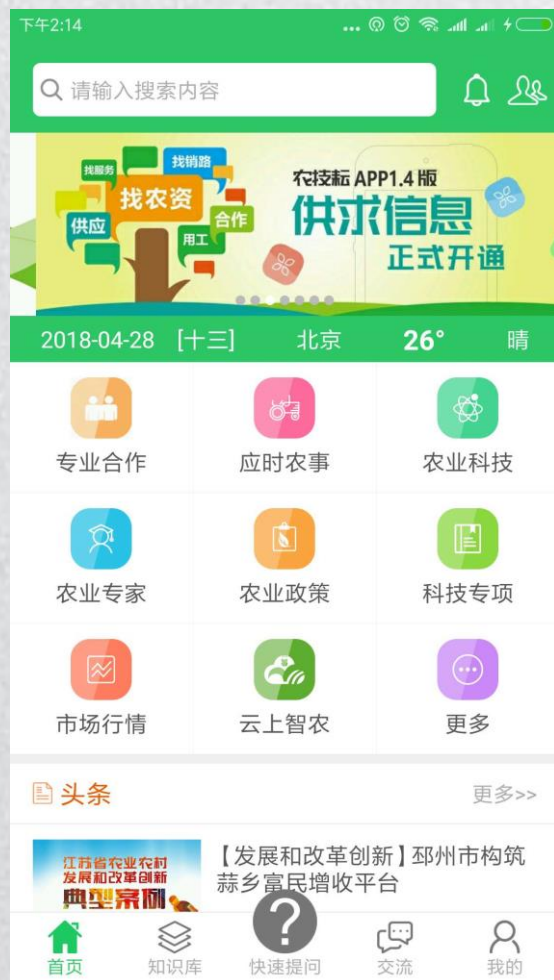 下午2:14
请输入搜索内容
找服务
找销路
找农资
供应
合作
用工
农技耘 APP1.4 版
供求信息
正式开通
2018-04-28 [十三] 北京 26° 晴
专业合作 应时农事 农业科技
农业专家 农业政策 科技专项
市场行情 云上智农 更多
头条 更多>>
江苏省农业农村
发展和改革创新
典型案例
【发展和改革创新】邳州市构筑
蒜乡富民增收平台
?
首页 知识库 快速提问 交流 我的